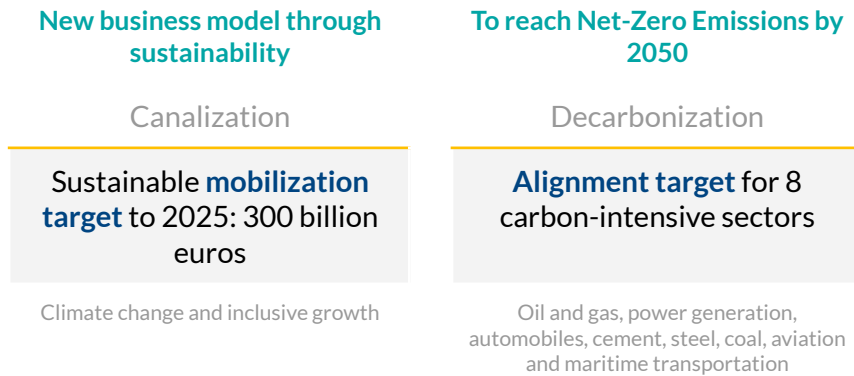 New business model through
sustainability
Canalization
Sustainable mobilization
target to 2025: 300 billion
euros
Climate change and inclusive growth
To reach Net-Zero Emissions by
2050
Decarbonization
Alignment target for 8
carbon-intensive sectors
Oil and gas, power generation,
automobiles, cement, steel, coal, aviation
and maritime transportation